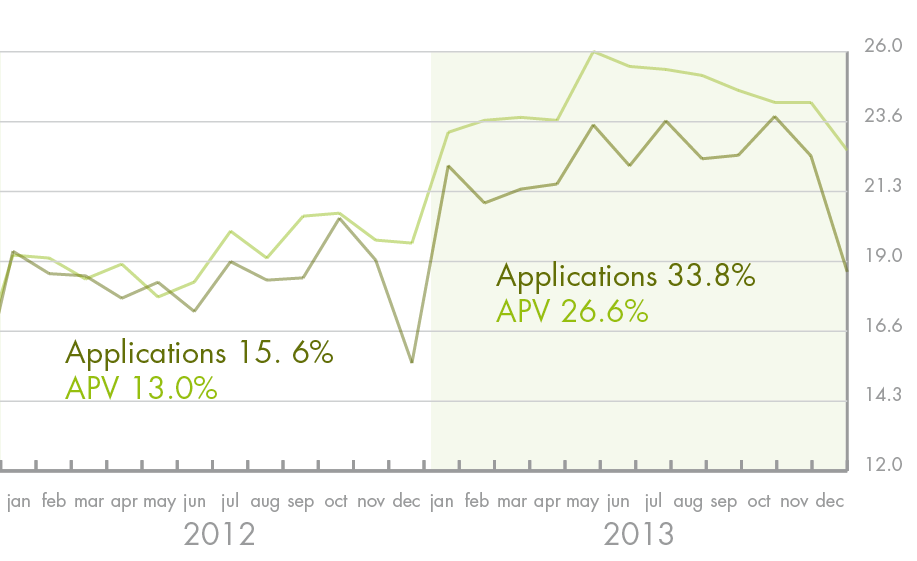 26.0
23.6
21.3
19.0
Applications 33.8%
APV 26.6%
16.6
Applications 15. 6%
APV 13.0%
14.3
12.0
jan feb mar apr may jun jul aug sep oct nov dec jan feb mar apr may jun jul aug sep oct nov dec
2012 2013